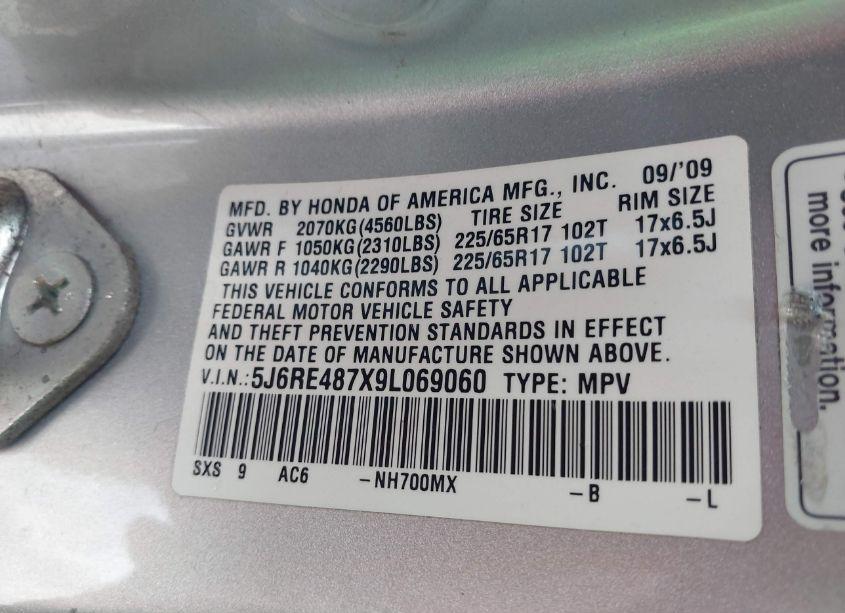 MFD. BY HONDA OF AMERICA MFG., INC. 09/'09
GVWR 2070KG(4560LBS) TIRE SIZE RIM SIZE
GAWR F 1050KG(2310LBS) 225/65R17 102T 17x6.5J
GAWR R 1040KG(2290LBS) 225/65R17 102T 17x6.5J
THIS VEHICLE CONFORMS TO ALL APPLICABLE
FEDERAL MOTOR VEHICLE SAFETY
AND THEFT PREVENTION STANDARDS IN EFFECT
ON THE DATE OF MANUFACTURE SHOWN ABOVE.
V.I.N.: 5J6RE487X9L069060 TYPE: MPV
SXS 9 AC6 -NH700MX -B -L
more information.